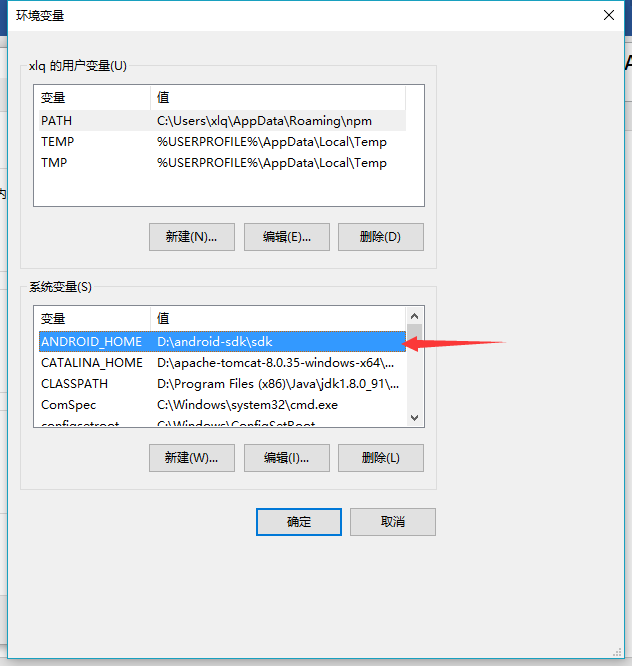 环境变量
xlq 的用户变量(U)
变量 值
PATH C:\Users\xlq\AppData\Roaming\npm
TEMP %USERPROFILE%\AppData\Local\Temp
TMP %USERPROFILE%\AppData\Local\Temp
新建(N)... 编辑(E)... 删除(D)
系统变量(S)
变量 值
ANDROID_HOME D:\android-sdk\sdk
CATALINA_HOME D:\apache-tomcat-8.0.35-windows-x64\...
CLASSPATH D:\Program Files (x86)\Java\jdk1.8.0_91\...
ComSpec C:\Windows\system32\cmd.exe
configsetroot C:\Windows\ConfigSetRoot
新建(W)... 编辑(I)... 删除(L)
确定 取消